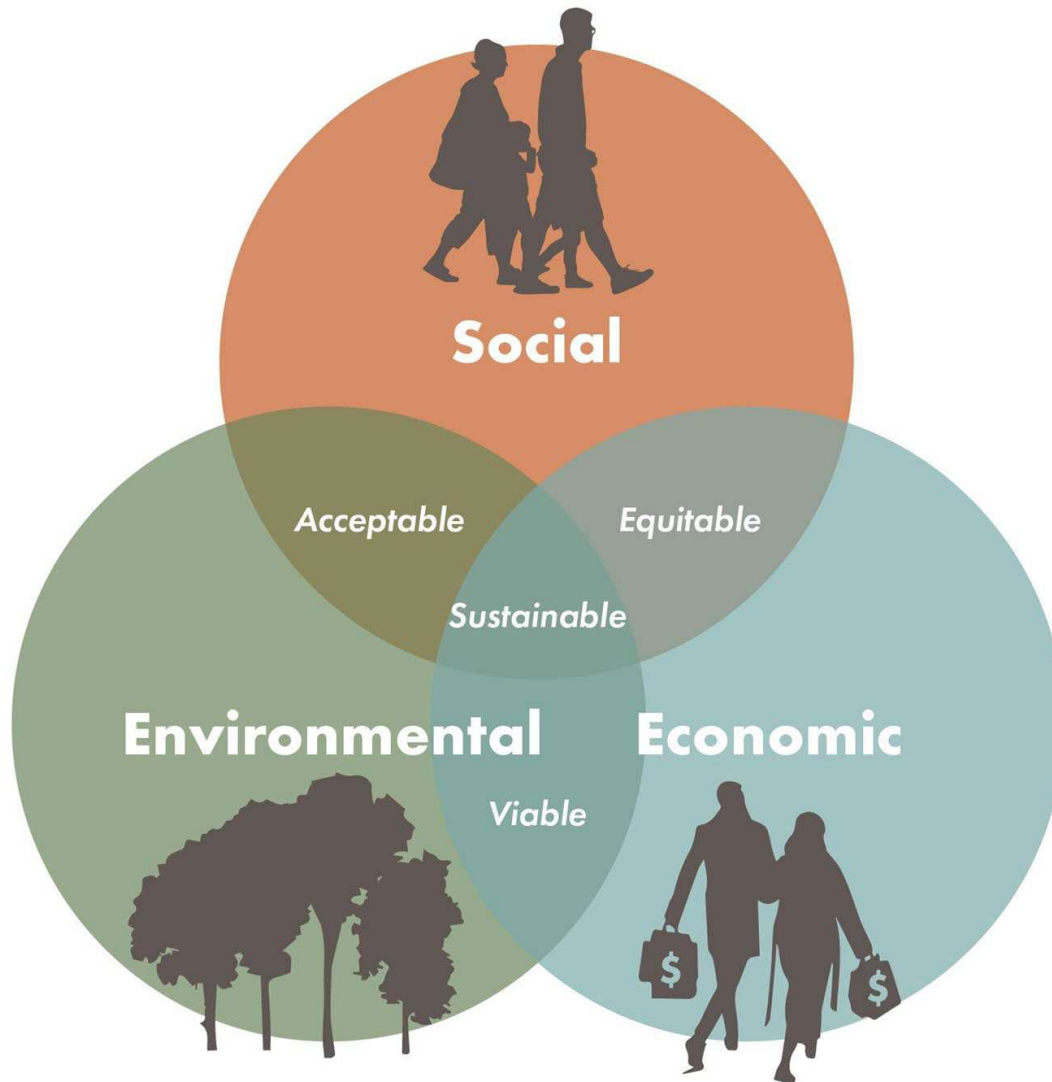 Social
Acceptable
Equitable
Sustainable
Environmental
Economic
Viable
$
$